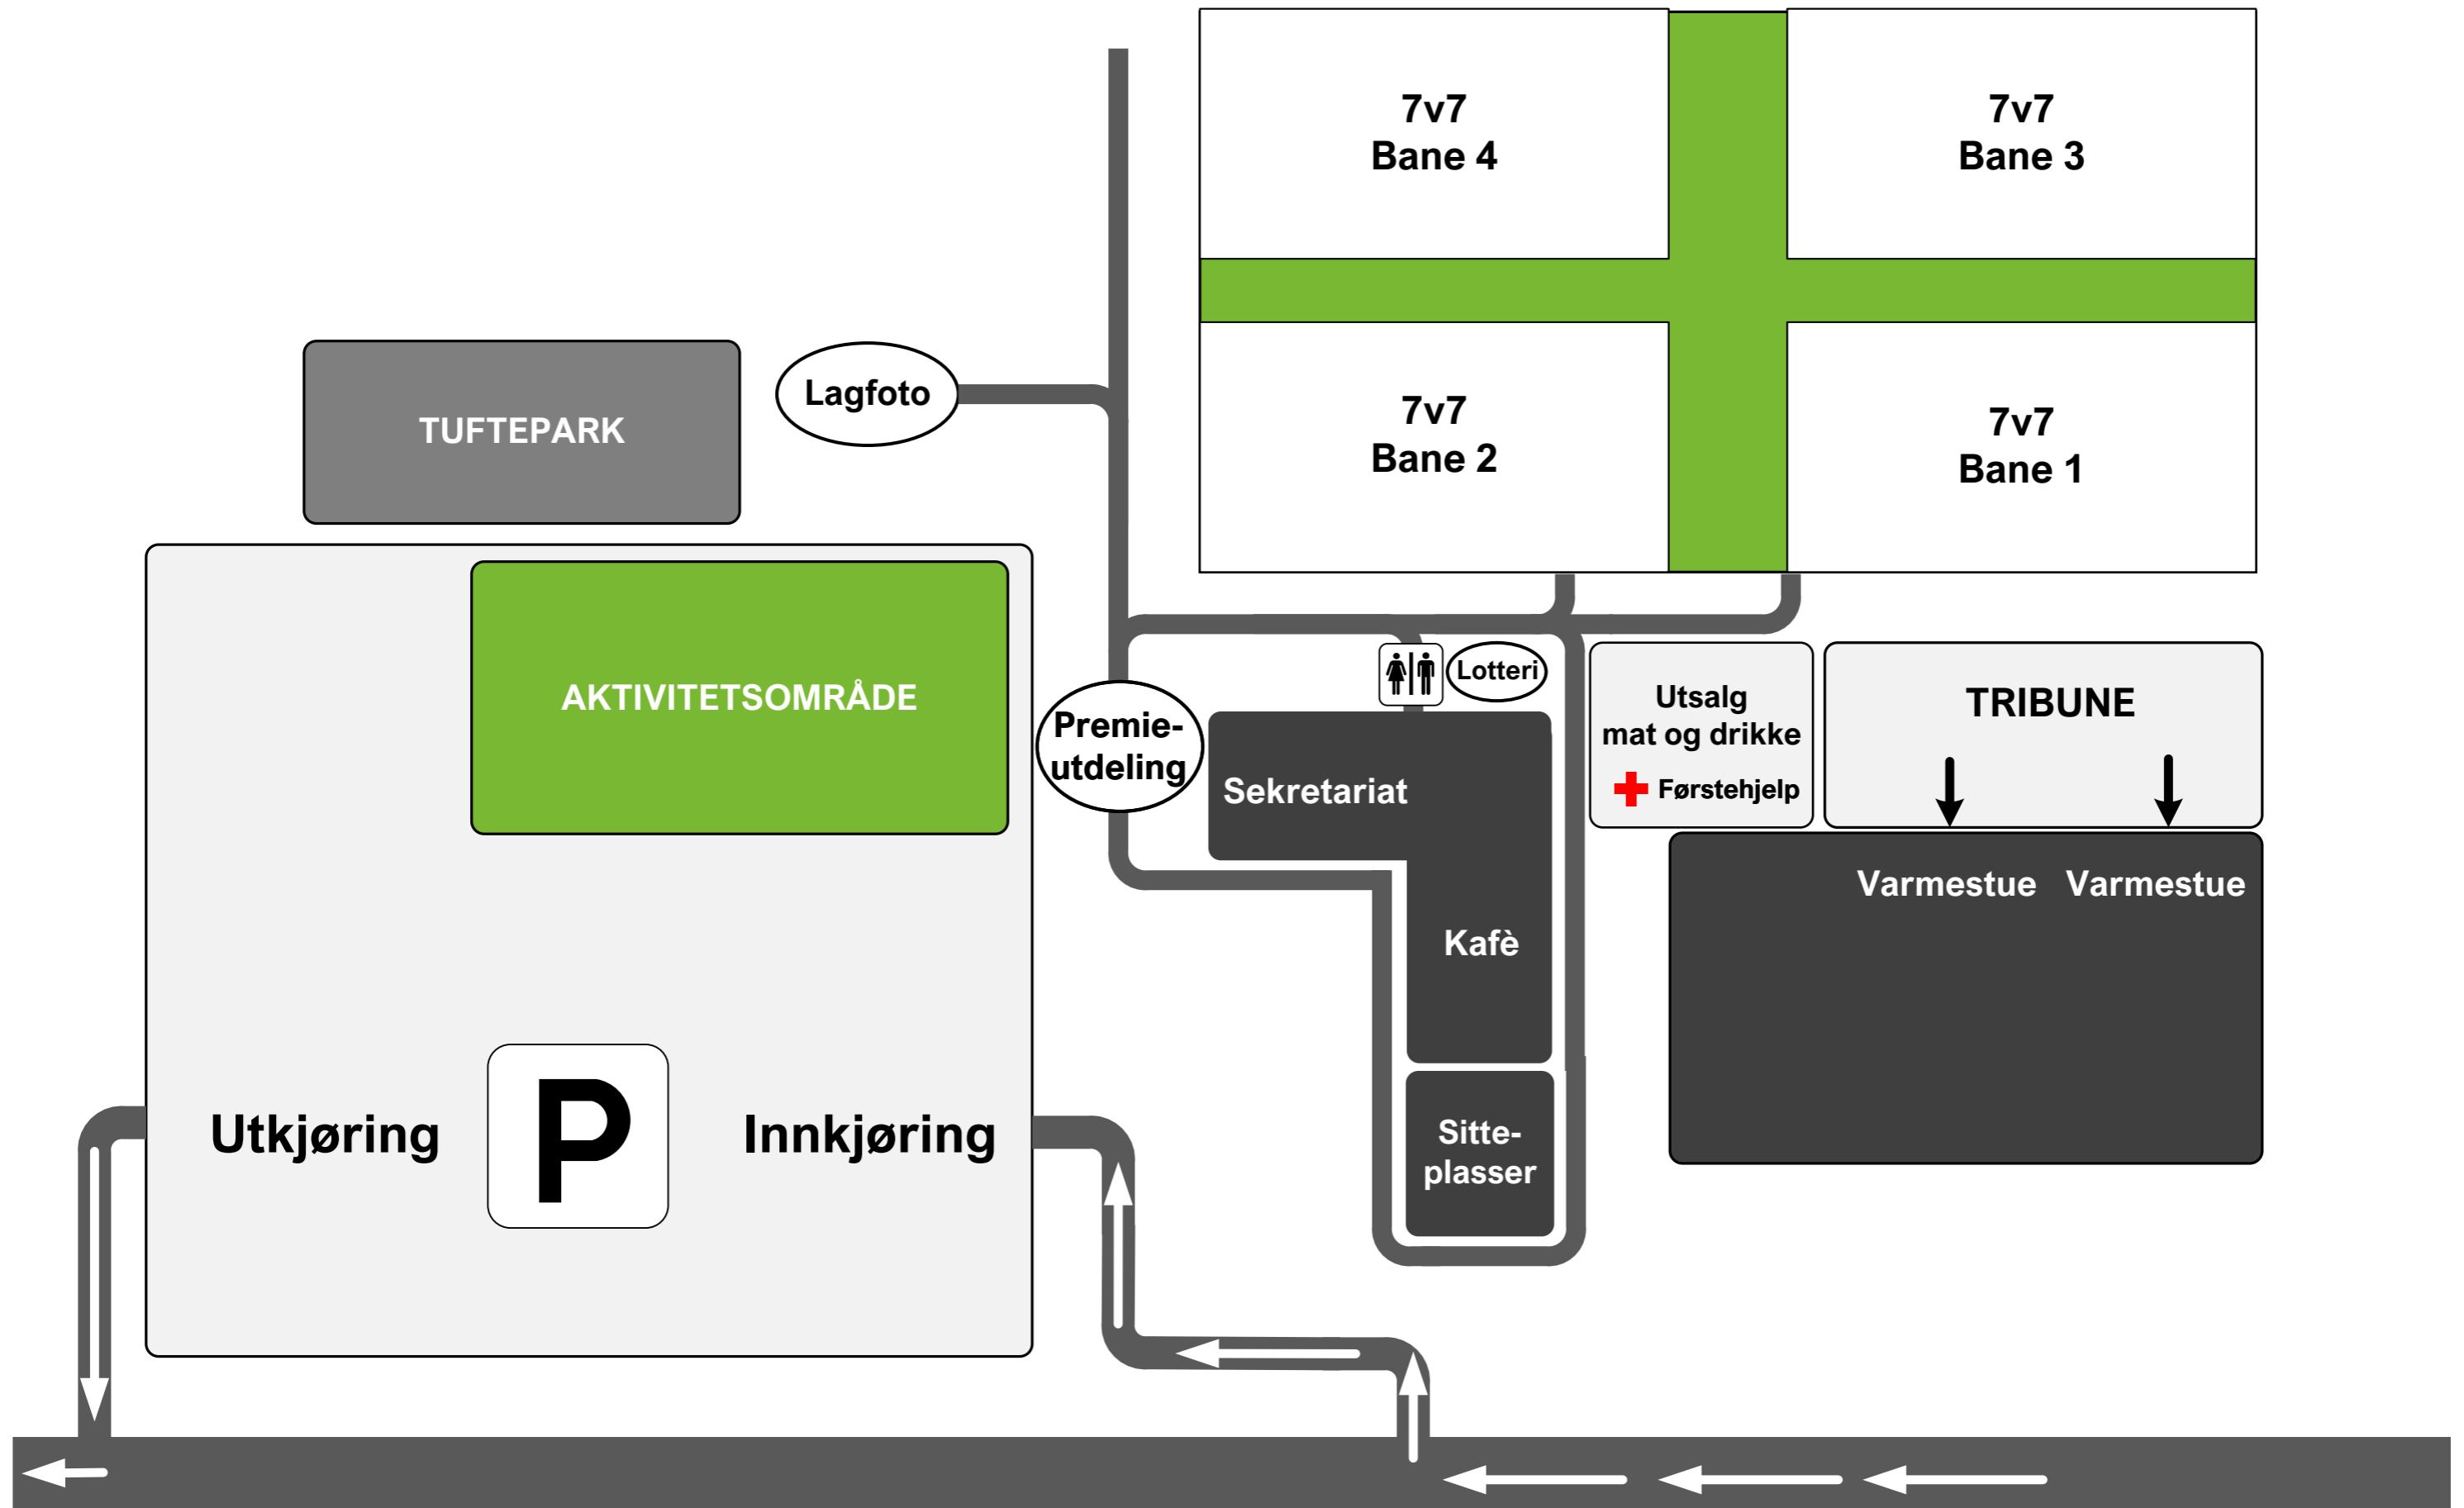 7v7
Bane 4
7v7
Bane 3
7v7
Bane 2
7v7
Bane 1
Lagfoto
TUFTEPARK
AKTIVITETSOMRÅDE
Premie-
utdeling
Lotteri
Sekretariat
Kafè
Sitte-
plasser
Utsalg
mat og drikke
Førstehjelp
TRIBUNE
Varmestue
Varmestue
Utkjøring
P
Innkjøring